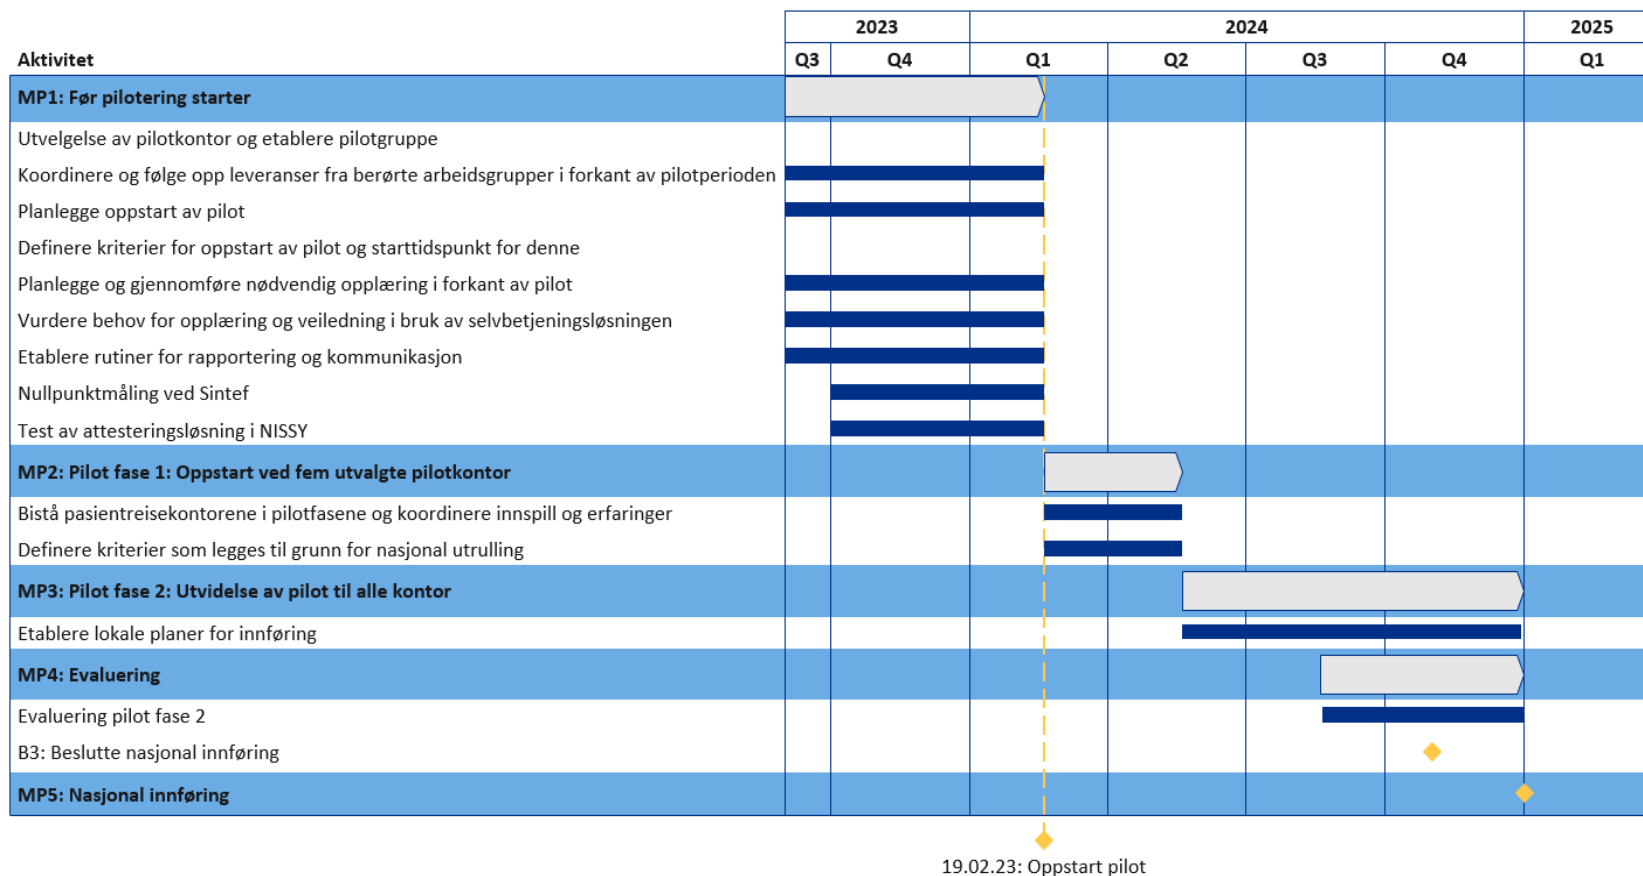 2023 2024 2025
Aktivitet Q3 Q4 Q1 Q2 Q3 Q4 Q1
MP1: Før pilotering starter
Utvelgelse av pilotkontor og etablere pilotgruppe
Koordinere og følge opp leveranser fra berørte arbeidsgrupper i forkant av pilotperioden
Planlegge oppstart av pilot
Definere kriterier for oppstart av pilot og starttidspunkt for denne
Planlegge og gjennomføre nødvendig opplæring i forkant av pilot
Vurdere behov for opplæring og veiledning i bruk av selvbetjeningsløsningen
Etablere rutiner for rapportering og kommunikasjon
Nullpunktmåling ved Sintef
Test av attesteringsløsning i NISSY
MP2: Pilot fase 1: Oppstart ved fem utvalgte pilotkontor
Bistå pasientreisekontorene i pilotfasene og koordinere innspill og erfaringer
Definere kriterier som legges til grunn for nasjonal utrulling
MP3: Pilot fase 2: Utvidelse av pilot til alle kontor
Etablere lokale planer for innføring
MP4: Evaluering
Evaluering pilot fase 2
B3: Beslutte nasjonal innføring
MP5: Nasjonal innføring
19.02.23: Oppstart pilot